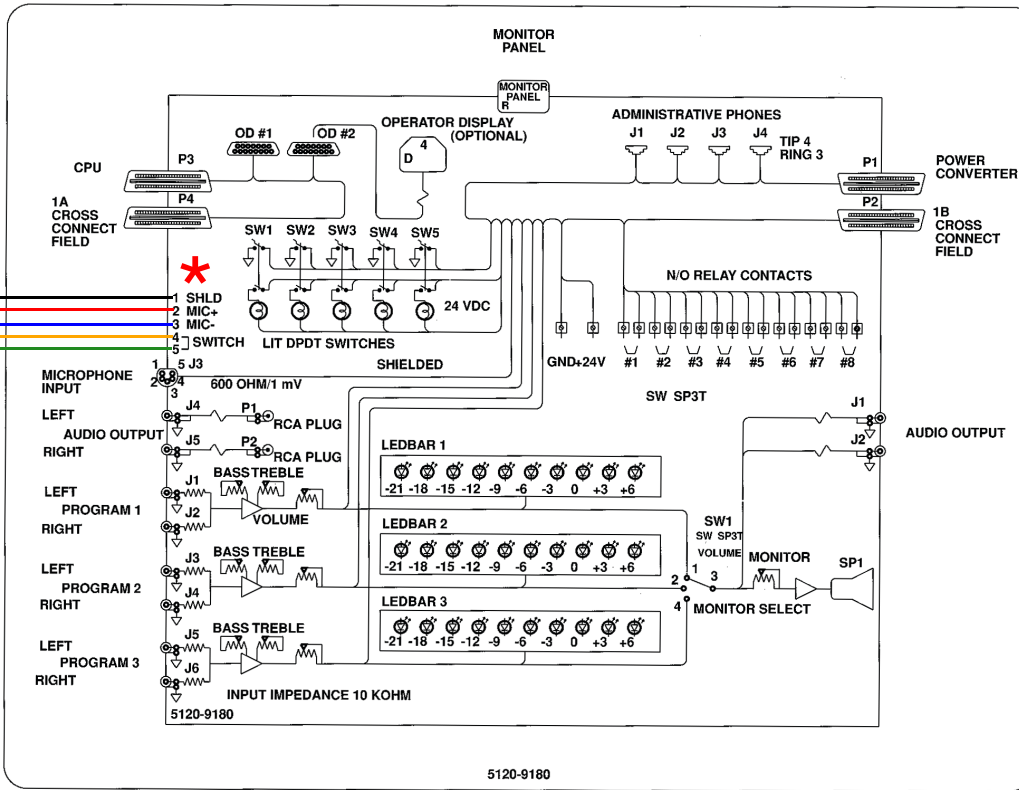 MONITOR
PANEL
MONITOR
PANEL
R
OPERATOR DISPLAY
(OPTIONAL)
4
D
ADMINISTRATIVE PHONES
J1 J2 J3 J4
TIP 4
RING 3
OD #1 OD #2
CPU
P3
P4
1A
CROSS
CONNECT
FIELD
P1
POWER
CONVERTER
P2
1B
CROSS
CONNECT
FIELD
SW1 SW2 SW3 SW4 SW5
24 VDC
LIT DPDT SWITCHES
N/O RELAY CONTACTS
GND +24V #1 #2 #3 #4 #5 #6 #7 #8
*
1 SHLD
2 MIC+
3 MIC-
4
SWITCH
5
SHIELDED
MICROPHONE
INPUT
1 5 J3
2 4
3
600 OHM/1 mV
SW SP3T
LEFT
J4 P1
RCA PLUG
AUDIO OUTPUT
RIGHT
J5 P2
RCA PLUG
J1
J2
AUDIO OUTPUT
LEFT
PROGRAM 1
RIGHT
J1
J2
BASS TREBLE
VOLUME
LEDBAR 1
-21 -18 -15 -12 -9 -6 -3 0 +3 +6
LEFT
PROGRAM 2
RIGHT
J3
J4
BASS TREBLE
LEDBAR 2
-21 -18 -15 -12 -9 -6 -3 0 +3 +6
SW1
SW SP3T
VOLUME
MONITOR
SP1
1
2 3
4
MONITOR SELECT
LEFT
PROGRAM 3
RIGHT
J5
J6
BASS TREBLE
LEDBAR 3
-21 -18 -15 -12 -9 -6 -3 0 +3 +6
INPUT IMPEDANCE 10 KOHM
5120-9180
5120-9180